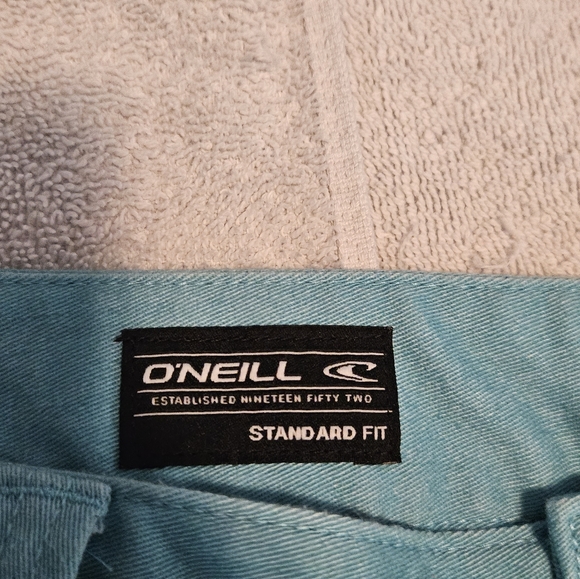 O'NEILL
ESTABLISHED NINETEEN FIFTY TWO
STANDARD FIT